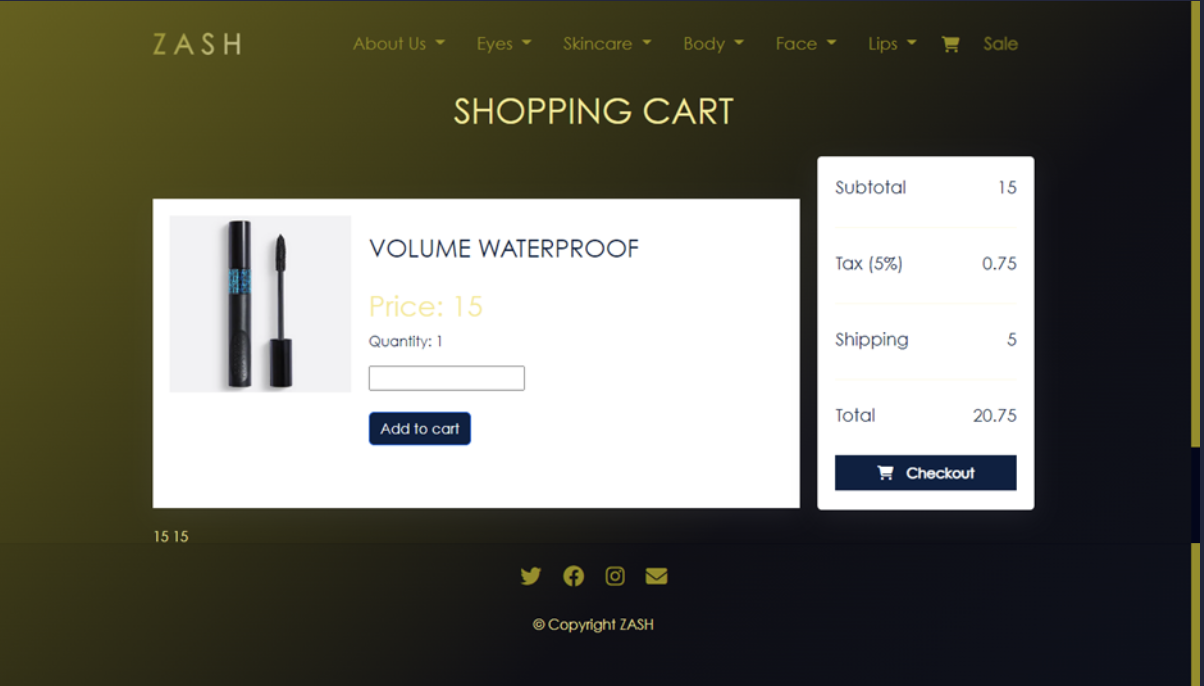 ZASH About Us Eyes Skincare Body Face Lips Sale
SHOPPING CART
VOLUME WATERPROOF
Price: 15
Quantity: 1
Add to cart
Subtotal 15
Tax (5%) 0.75
Shipping 5
Total 20.75
Checkout
15 15
© Copyright ZASH